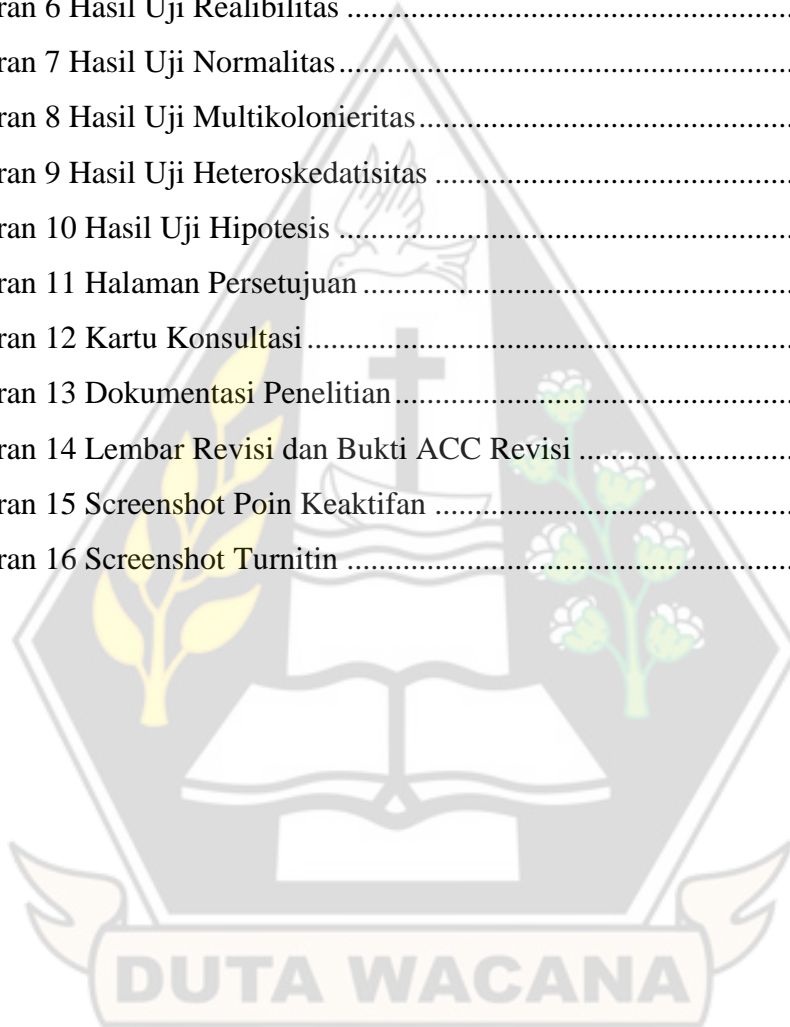 ran 6 Hasil Uji Realibilitas ........................................................
ran 7 Hasil Uji Normalitas ........................................................
ran 8 Hasil Uji Multikolonieritas ..............................................
ran 9 Hasil Uji Heteroskedatisitas ............................................
ran 10 Hasil Uji Hipotesis ........................................................
ran 11 Halaman Persetujuan .....................................................
ran 12 Kartu Konsultasi ............................................................
ran 13 Dokumentasi Penelitian .................................................
ran 14 Lembar Revisi dan Bukti ACC Revisi ...........................
ran 15 Screenshot Poin Keaktifan ............................................
ran 16 Screenshot Turnitin .......................................................
DUTA WACANA